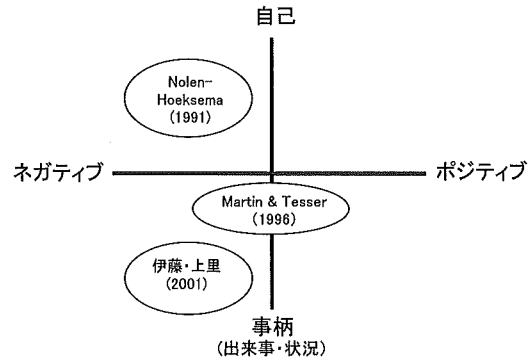 自己
Nolen-
Hoeksema
(1991)
ネガティブ
ポジティブ
Martin & Tesser
(1996)
伊藤・上里
(2001)
事柄
(出来事・状況)